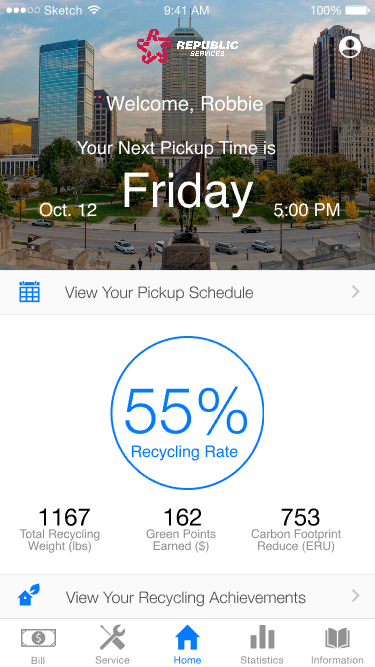 Sketch 9:41 AM 100%
REPUBLIC
SERVICES
Welcome, Robbie
Your Next Pickup Time is
Oct. 12 Friday 5:00 PM
View Your Pickup Schedule
55%
Recycling Rate
1167 162 753
Total Recycling Green Points Carbon Footprint
Weight (lbs) Earned ($) Reduce (ERU)
View Your Recycling Achievements
$
Bill Service Home Statistics Information